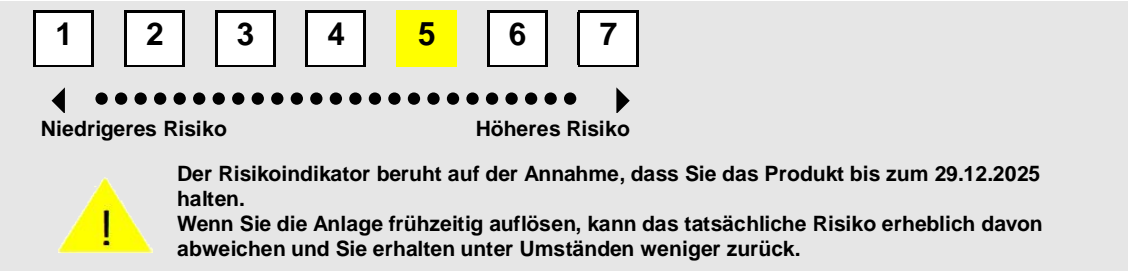 1 2 3 4 5 6 7
Niedrigeres Risiko Höheres Risiko
Der Risikoindikator beruht auf der Annahme, dass Sie das Produkt bis zum 29.12.2025
halten.
Wenn Sie die Anlage frühzeitig auflösen, kann das tatsächliche Risiko erheblich davon
abweichen und Sie erhalten unter Umständen weniger zurück.
!